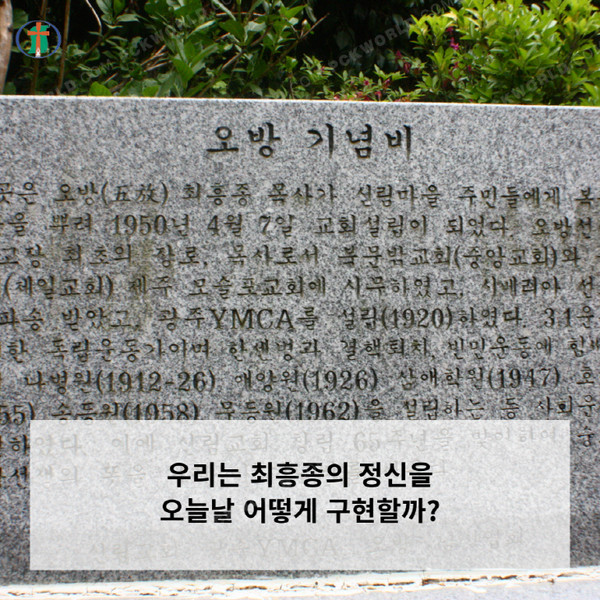 오방 기념비
곳은 오방(五放) 최흥종 목사가 신림마을 주민들에게 복
을 뿌려 1950년 4월 7일 교회설립이 되었다. 오방선
고장 최초의 장로, 목사로서 북문밖교회(중앙교회)와
(제일교회) 제주 모슬포교회에 시무하였고, 시베리아 선
파송 받았고, 광주YMCA를 설립(1920)하였다. 3.1운
한 독립운동가이며 한센병과 결핵퇴치, 빈민운동에 힘써
나병원(1912-26) 애양원(1926) 삼애학원(1947) 호
55) 송등원(1958) 무등원(1962)을 설립하는 등 사회운
하였다. 이에 신림교회 창립 65주년을 맞이하여
우리는 최흥종의 정신을
오늘날 어떻게 구현할까?
YMCA